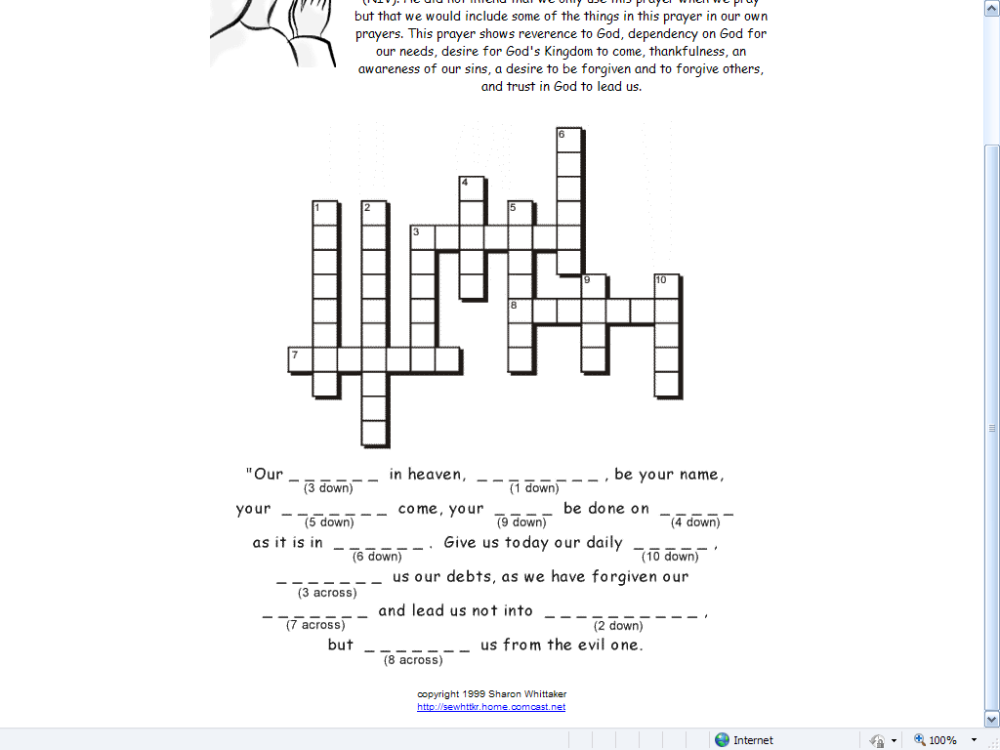 (NIV). He did not intend that we only use this prayer when we pray
but that we would include some of the things in this prayer in our own
prayers. This prayer shows reverence to God, dependency on God for
our needs, desire for God's Kingdom to come, thankfulness, an
awareness of our sins, a desire to be forgiven and to forgive others,
and trust in God to lead us.
6
4
1 2 5
3
9 10
8
7
"Our _ _ _ _ _ _ in heaven, _ _ _ _ _ _ _ _ , be your name,
(3 down) (1 down)
your _ _ _ _ _ _ _ come, your _ _ _ _ be done on _ _ _ _ _
(5 down) (9 down) (4 down)
as it is in _ _ _ _ _ _ . Give us today our daily _ _ _ _ _ ,
(6 down) (10 down)
_ _ _ _ _ _ _ us our debts, as we have forgiven our
(3 across)
_ _ _ _ _ _ _ and lead us not into _ _ _ _ _ _ _ _ _ _ ,
(7 across) (2 down)
but _ _ _ _ _ _ _ us from the evil one.
(8 across)
copyright 1999 Sharon Whittaker
http://sewhttkr.home.comcast.net
Internet 100%